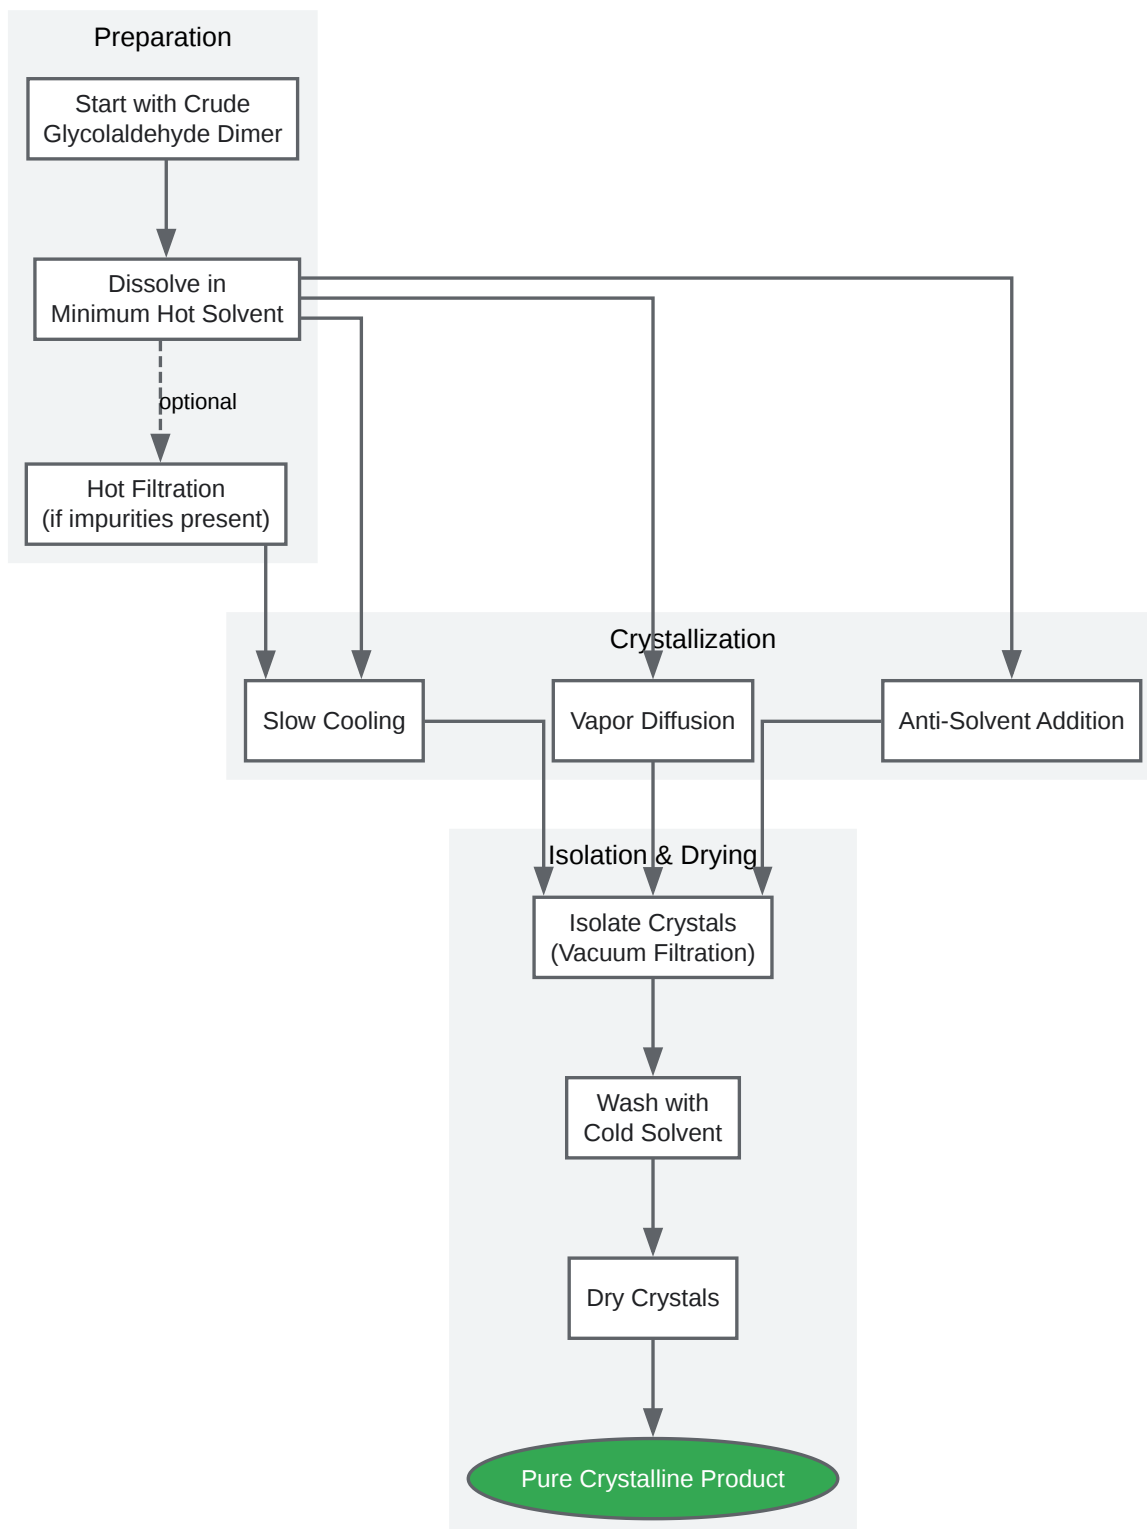 Preparation
Start with Crude
Glycolaldehyde Dimer
Dissolve in
Minimum Hot Solvent
optional
Hot Filtration
(if impurities present)
Crystallization
Slow Cooling
Vapor Diffusion
Anti-Solvent Addition
Isolation & Drying
Isolate Crystals
(Vacuum Filtration)
Wash with
Cold Solvent
Dry Crystals
Pure Crystalline Product